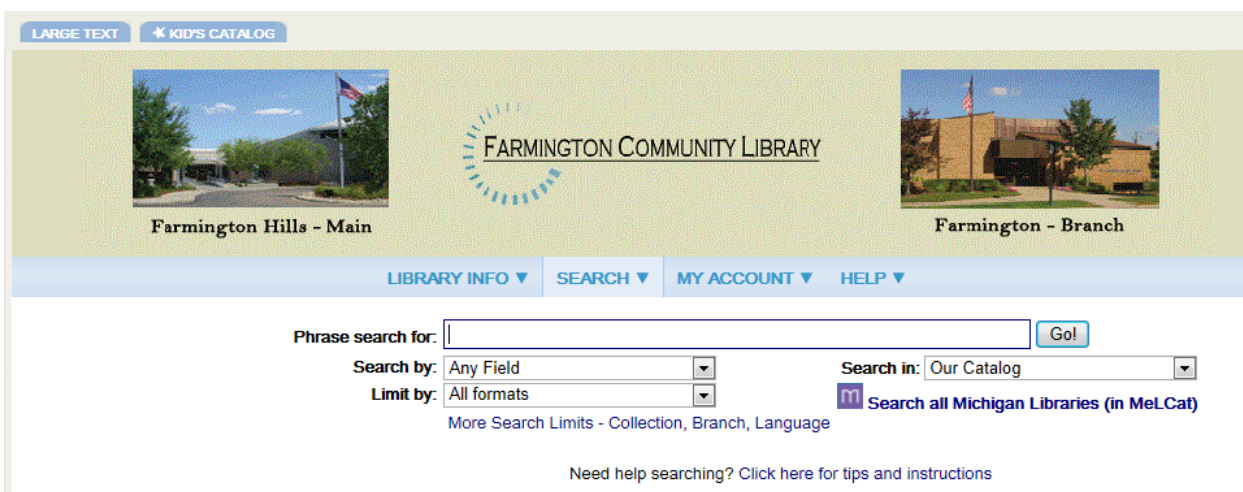 LARGE TEXT KID'S CATALOG
FARMINGTON COMMUNITY LIBRARY
Farmington Hills - Main Farmington - Branch
LIBRARY INFO ▼ SEARCH ▼ MY ACCOUNT ▼ HELP ▼
Phrase search for: Go!
Search by: Any Field Search in: Our Catalog
Limit by: All formats m Search all Michigan Libraries (in MeLCat)
More Search Limits - Collection, Branch, Language
Need help searching? Click here for tips and instructions